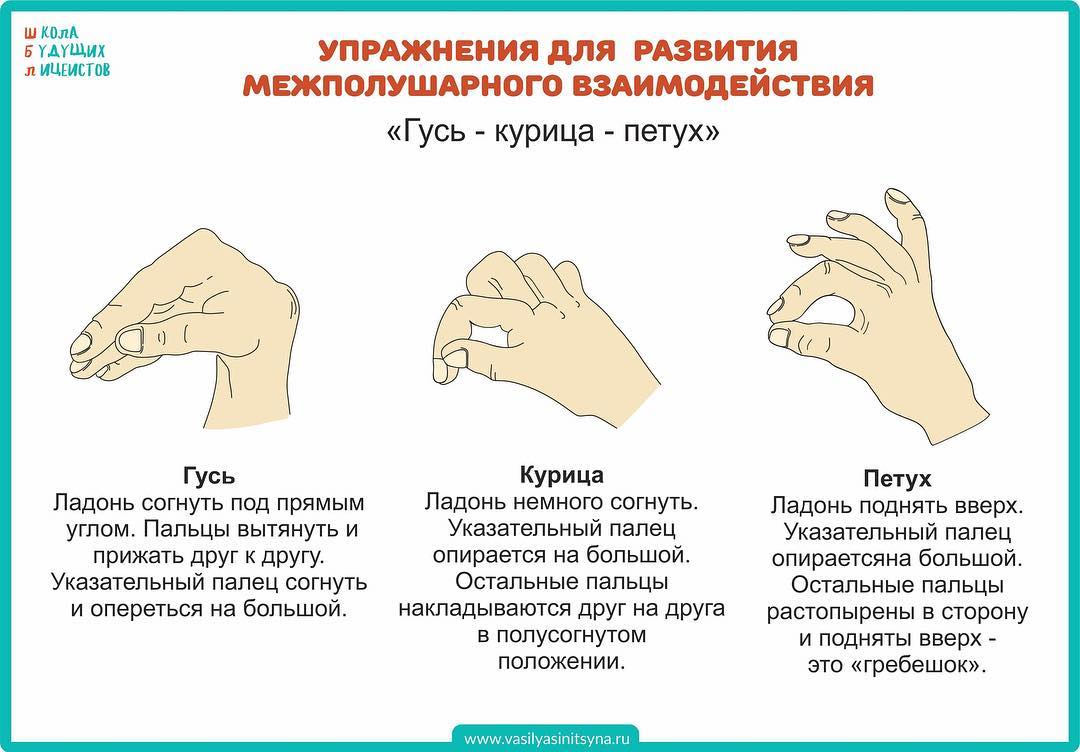 ШКОЛА
БУДУЩИХ
ЛИЦЕИСТОВ
УПРАЖНЕНИЯ ДЛЯ РАЗВИТИЯ
МЕЖПОЛУШАРНОГО ВЗАИМОДЕЙСТВИЯ
«Гусь - курица - петух»
Гусь
Ладонь согнуть под прямым
углом. Пальцы вытянуть и
прижать друг к другу.
Указательный палец согнуть
и опереться на большой.
Курица
Ладонь немного согнуть.
Указательный палец
опирается на большой.
Остальные пальцы
накладываются друг на друга
в полусогнутом
положении.
Петух
Ладонь поднять вверх.
Указательный палец
опираетсяна большой.
Остальные пальцы
растопырены в сторону
и подняты вверх -
это «гребешок».
www.vasilyasinitsyna.ru